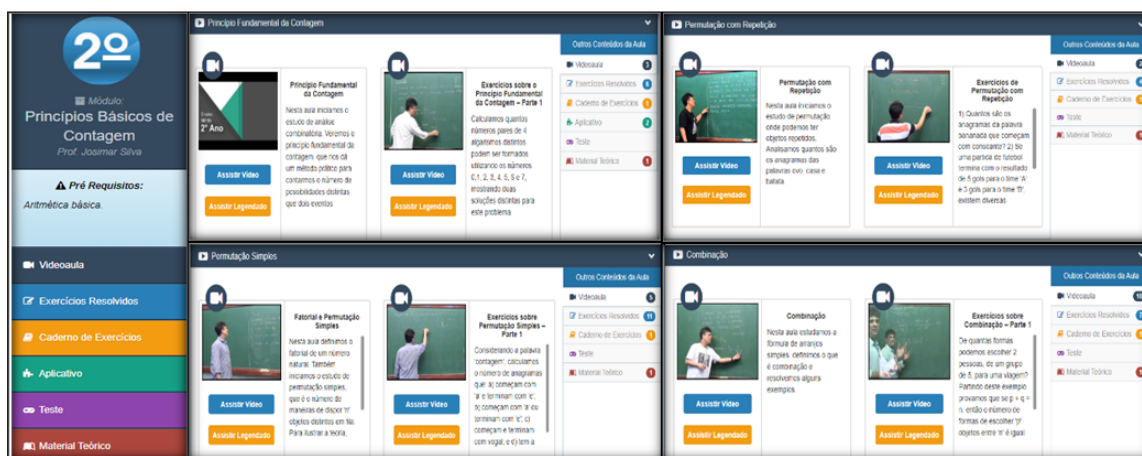 2º
Módulo:
Princípios Básicos de
Contagem
Prof. Josimar Silva
Pré Requisitos:
Aritmética básica.
Videoaula
Exercícios Resolvidos
Caderno de Exercícios
Aplicativo
Teste
Material Teórico
Princípio Fundamental da Contagem
2º Ano
Assistir Vídeo
Assistir Legendado
Princípio Fundamental
da Contagem
Nesta aula iniciamos o
estudo de análise
combinatória. Veremos o
princípio fundamental da
contagem, que nos dá
um método prático para
contarmos o número de
possibilidades distintas
que dois eventos
Assistir Vídeo
Assistir Legendado
Exercícios sobre o
Princípio Fundamental
da Contagem – Parte 1
Calculamos quantos
números pares de 4
algarismos distintos
podem ser formados
utilizando os números
0,1, 2, 3, 4, 5, 6 e 7,
mostrando duas
soluções distintas para
este problema
Outros Conteúdos da Aula
Videoaula 3
Exercícios Resolvidos
Caderno de Exercícios 1
Aplicativo 2
Teste
Material Teórico 1
Permutação com Repetição
Assistir Vídeo
Assistir Legendado
Permutação com
Repetição
Nesta aula iniciamos o
estudo de permutação
onde podemos ter
objetos repetidos.
Analisamos quantos são
os anagramas das
palavras ovo, casa e
batata.
Assistir Vídeo
Assistir Legendado
Exercícios de
Permutação com
Repetição
1) Quantos são os
anagramas da palavra
bananada que começam
com consoante? 2) Se
uma partida de futebol
termina com o resultado
de 5 gols para o time 'A'
e 3 gols para o time 'B',
existem diversas
Outros Conteúdos da Aula
Videoaula
Exercícios Resolvidos
Caderno de Exercícios
Teste
Material Teórico
Permutação Simples
Assistir Vídeo
Assistir Legendado
Fatorial e Permutação
Simples
Nesta aula definimos o
fatorial de um número
natural. Também
iniciamos o estudo de
permutação simples,
que é o número de
maneiras de dispor 'n'
objetos distintos em fila.
Para ilustrar a teoria,
Assistir Vídeo
Assistir Legendado
Exercícios sobre
Permutação Simples –
Parte 1
Considerando a palavra
'contagem', calculamos
o número de anagramas
que: a) começam com
'a' e terminam com 'e';
b) começam com 'a' ou
terminam com 'e'; c)
começam e terminam
com vogal; e d) tem a
Outros Conteúdos da Aula
Videoaula 5
Exercícios Resolvidos 11
Caderno de Exercícios 1
Teste
Material Teórico 1
Combinação
Assistir Vídeo
Assistir Legendado
Combinação
Nesta aula estudamos a
fórmula de arranjos
simples, definimos o que
é combinação e
resolvemos alguns
exemplos.
Assistir Vídeo
Assistir Legendado
Exercícios sobre
Combinação – Parte 1
De quantas formas
podemos escolher 2
pessoas, de um grupo
de 5, para uma viagem?
Partindo deste exemplo
provamos que se p + q =
n, então o número de
formas de escolher 'p'
objetos entre 'n' é igual
Outros Conteúdos da Aula
Videoaula
Exercícios Resolvidos
Caderno de Exercícios
Teste
Material Teórico